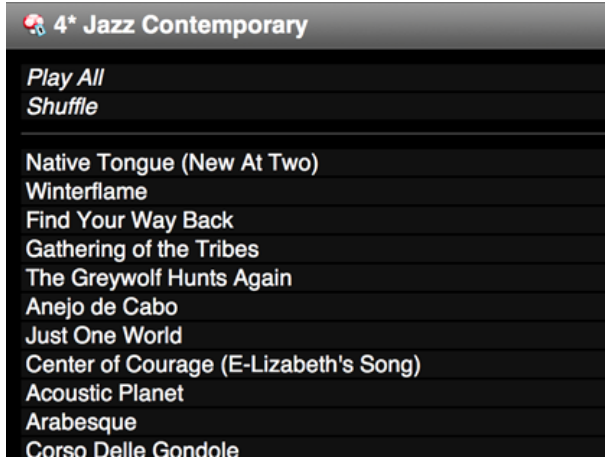 4* Jazz Contemporary
Play All
Shuffle
Native Tongue (New At Two)
Winterflame
Find Your Way Back
Gathering of the Tribes
The Greywolf Hunts Again
Anejo de Cabo
Just One World
Center of Courage (E-Lizabeth's Song)
Acoustic Planet
Arabesque
Corso Delle Gondole